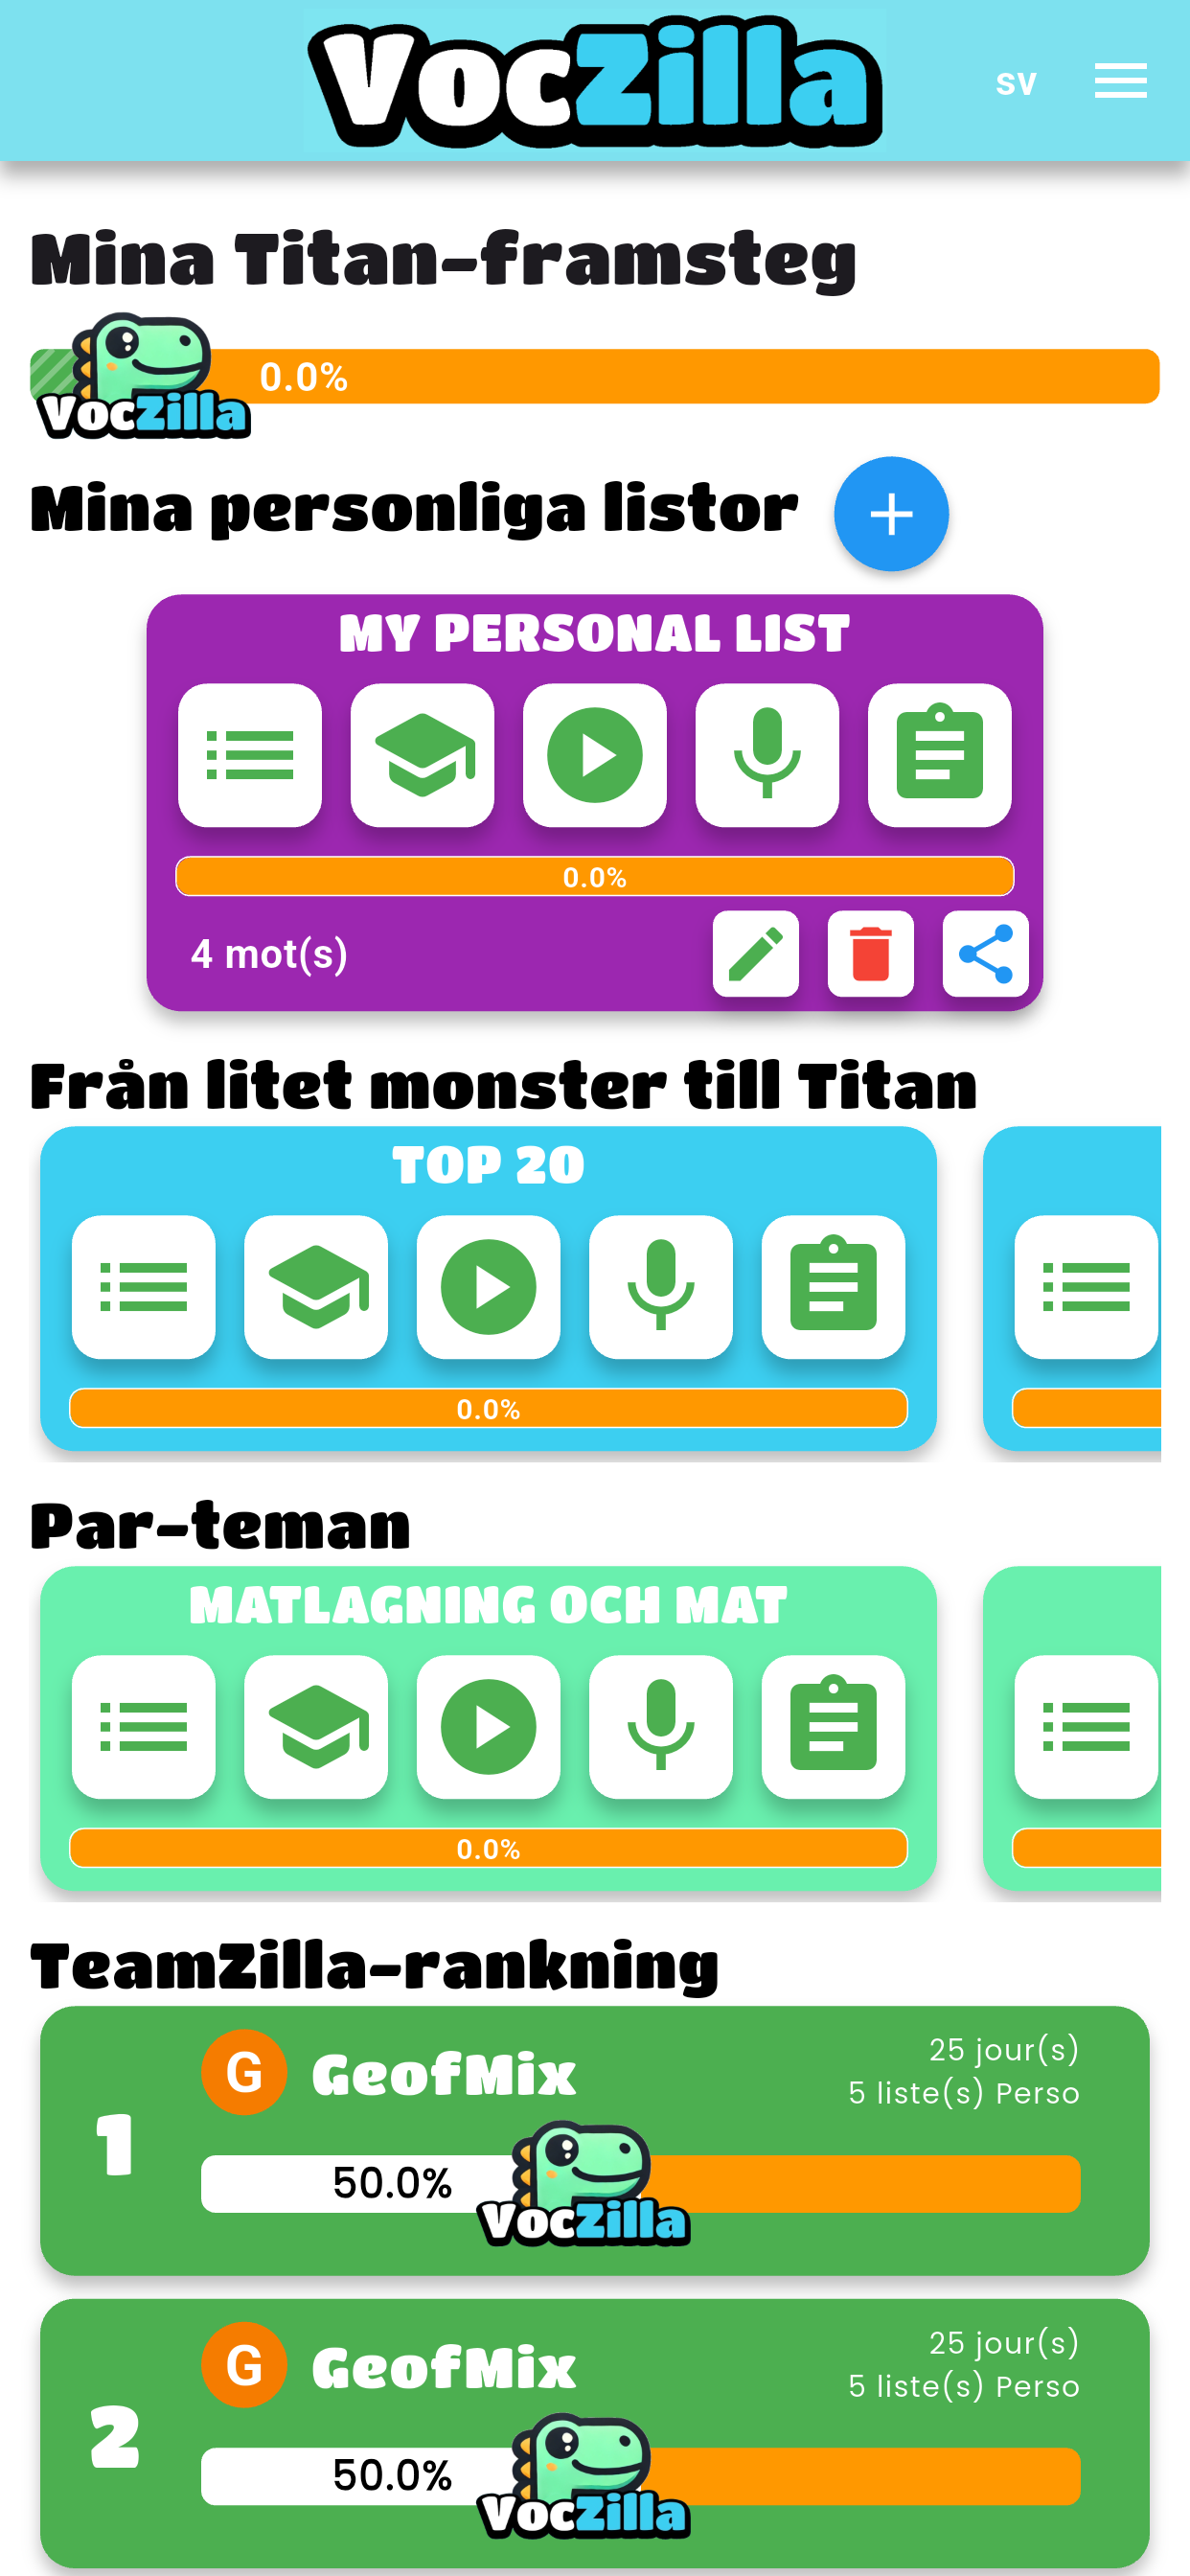 VocZilla
sv
Mina Titan-framsteg
0.0%
VocZilla
Mina personliga listor
MY PERSONAL LIST
0.0%
4 mot(s)
Från litet monster till Titan
TOP 20
0.0%
Par-teman
MATLAGNING OCH MAT
0.0%
TeamZilla-rankning
1
G
GeofMix
25 jour(s)
5 liste(s) Perso
50.0%
VocZilla
2
G
GeofMix
25 jour(s)
5 liste(s) Perso
50.0%
VocZilla